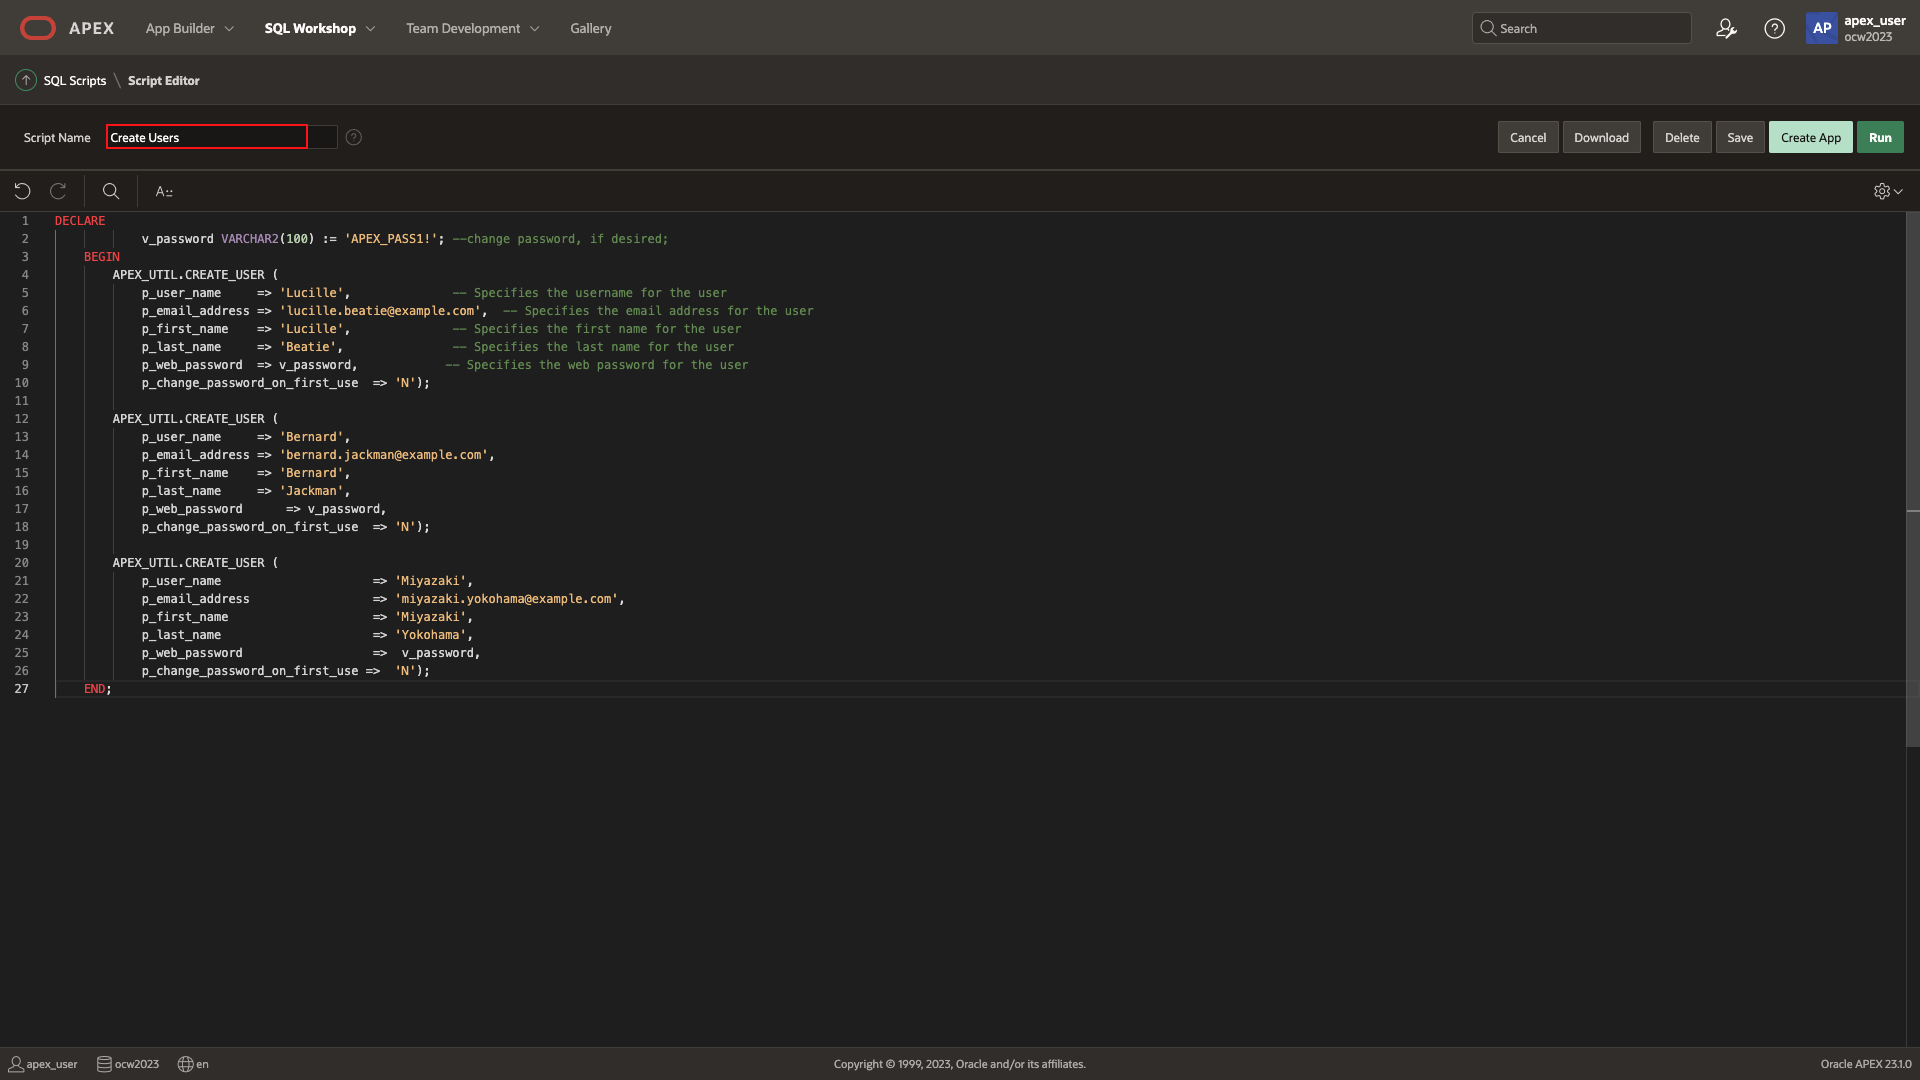 APEX App Builder SQL Workshop Team Development Gallery Search AP apex_user
ocw2023
SQL Scripts \ Script Editor
Script Name Create Users Cancel Download Delete Save Create App Run
A::
1 DECLARE
2 v_password VARCHAR2(100) := 'APEX_PASS1!'; --change password, if desired;
3 BEGIN
4 APEX_UTIL.CREATE_USER (
5 p_user_name => 'Lucille', -- Specifies the username for the user
6 p_email_address => 'lucille.beatie@example.com', -- Specifies the email address for the user
7 p_first_name => 'Lucille', -- Specifies the first name for the user
8 p_last_name => 'Beatie', -- Specifies the last name for the user
9 p_web_password => v_password, -- Specifies the web password for the user
10 p_change_password_on_first_use => 'N');
11
12 APEX_UTIL.CREATE_USER (
13 p_user_name => 'Bernard',
14 p_email_address => 'bernard.jackman@example.com',
15 p_first_name => 'Bernard',
16 p_last_name => 'Jackman',
17 p_web_password => v_password,
18 p_change_password_on_first_use => 'N');
19
20 APEX_UTIL.CREATE_USER (
21 p_user_name => 'Miyazaki',
22 p_email_address => 'miyazaki.yokohama@example.com',
23 p_first_name => 'Miyazaki',
24 p_last_name => 'Yokohama',
25 p_web_password => v_password,
26 p_change_password_on_first_use => 'N');
27 END;
apex_user ocw2023 en Copyright © 1999, 2023, Oracle and/or its affiliates. Oracle APEX 23.1.0